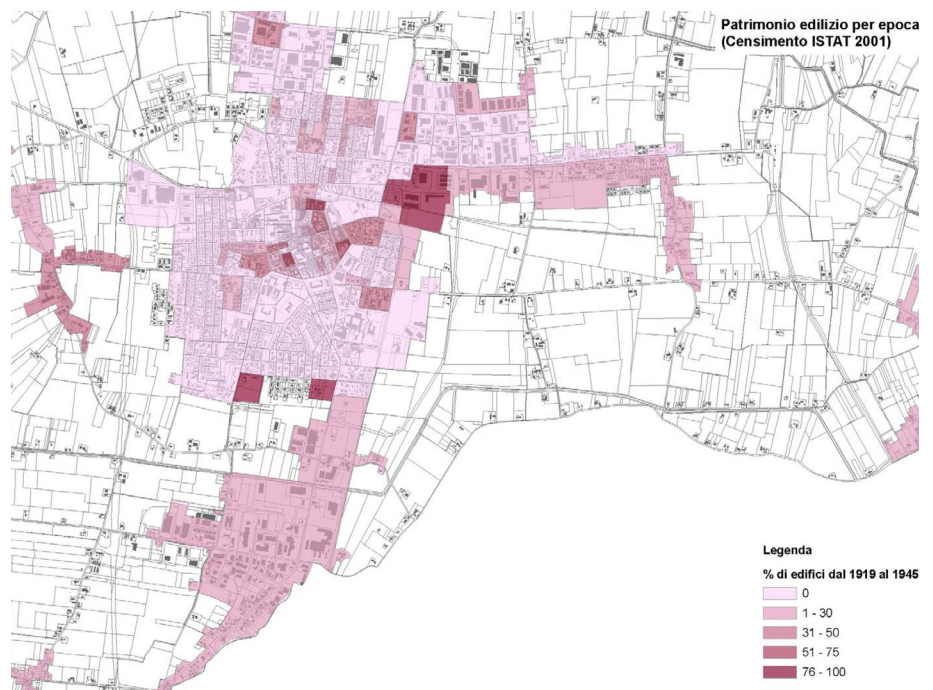 Patrimonio edilizio per epoca
(Censimento ISTAT 2001)
Legenda
% di edifici dal 1919 al 1945
0
1 - 30
31 - 50
51 - 75
76 - 100